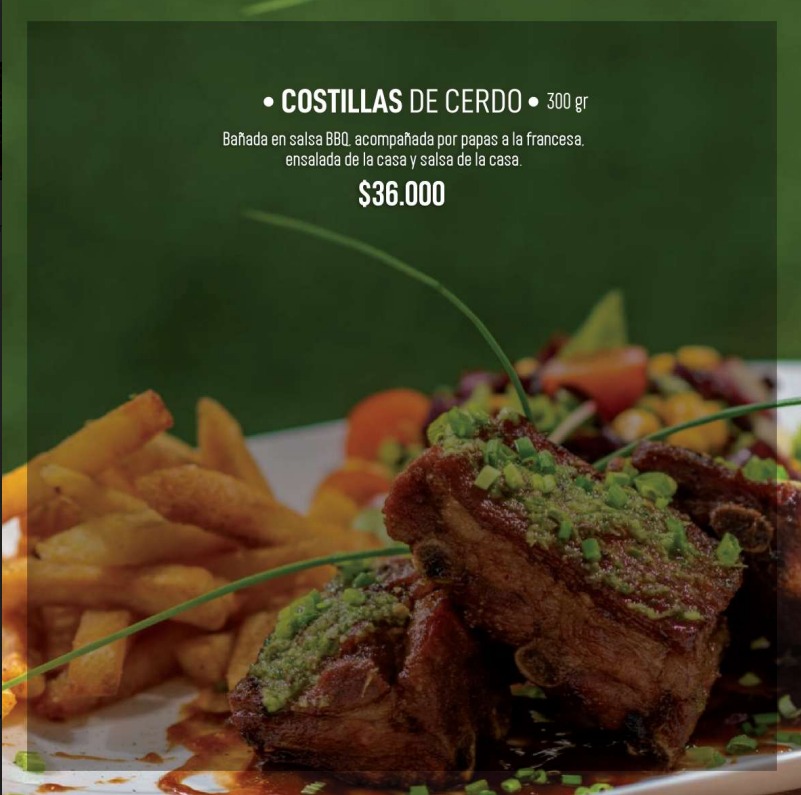 • COSTILLAS DE CERDO • 300 gr
Bañada en salsa BBQ, acompañada por papas a la francesa,
ensalada de la casa y salsa de la casa.
$36.000